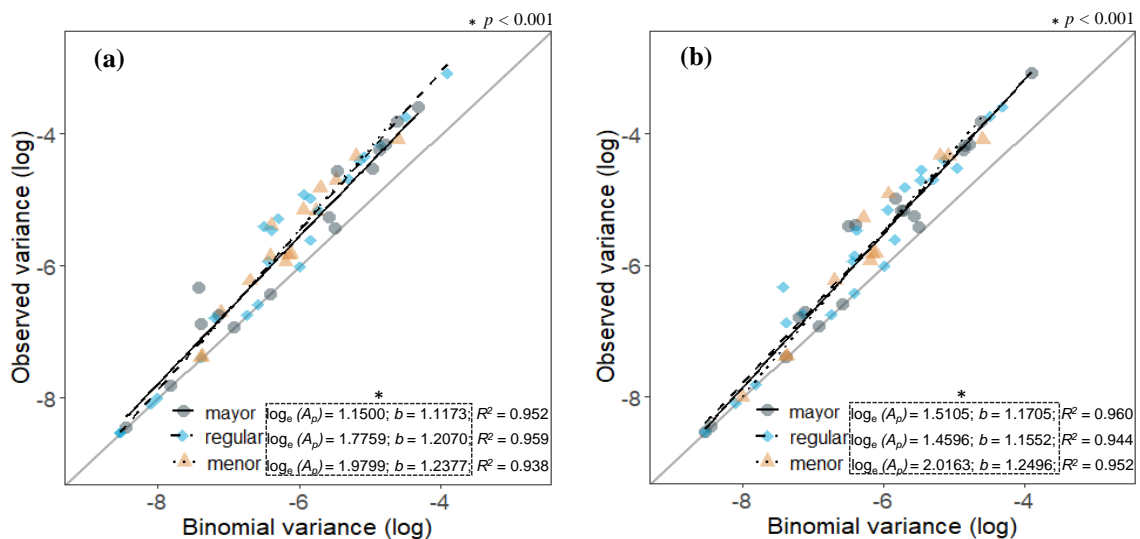 * p < 0.001
(a)
Observed variance (log)
-4
-6
-8
*
mayor logₑ (Aₚ) = 1.1500; b = 1.1173; R² = 0.952
regular logₑ (Aₚ) = 1.7759; b = 1.2070; R² = 0.959
menor logₑ (Aₚ) = 1.9799; b = 1.2377; R² = 0.938
-8 -6 -4
Binomial variance (log)
* p < 0.001
(b)
Observed variance (log)
-4
-6
-8
*
mayor logₑ (Aₚ) = 1.5105; b = 1.1705; R² = 0.960
regular logₑ (Aₚ) = 1.4596; b = 1.1552; R² = 0.944
menor logₑ (Aₚ) = 2.0163; b = 1.2496; R² = 0.952
-8 -6 -4
Binomial variance (log)